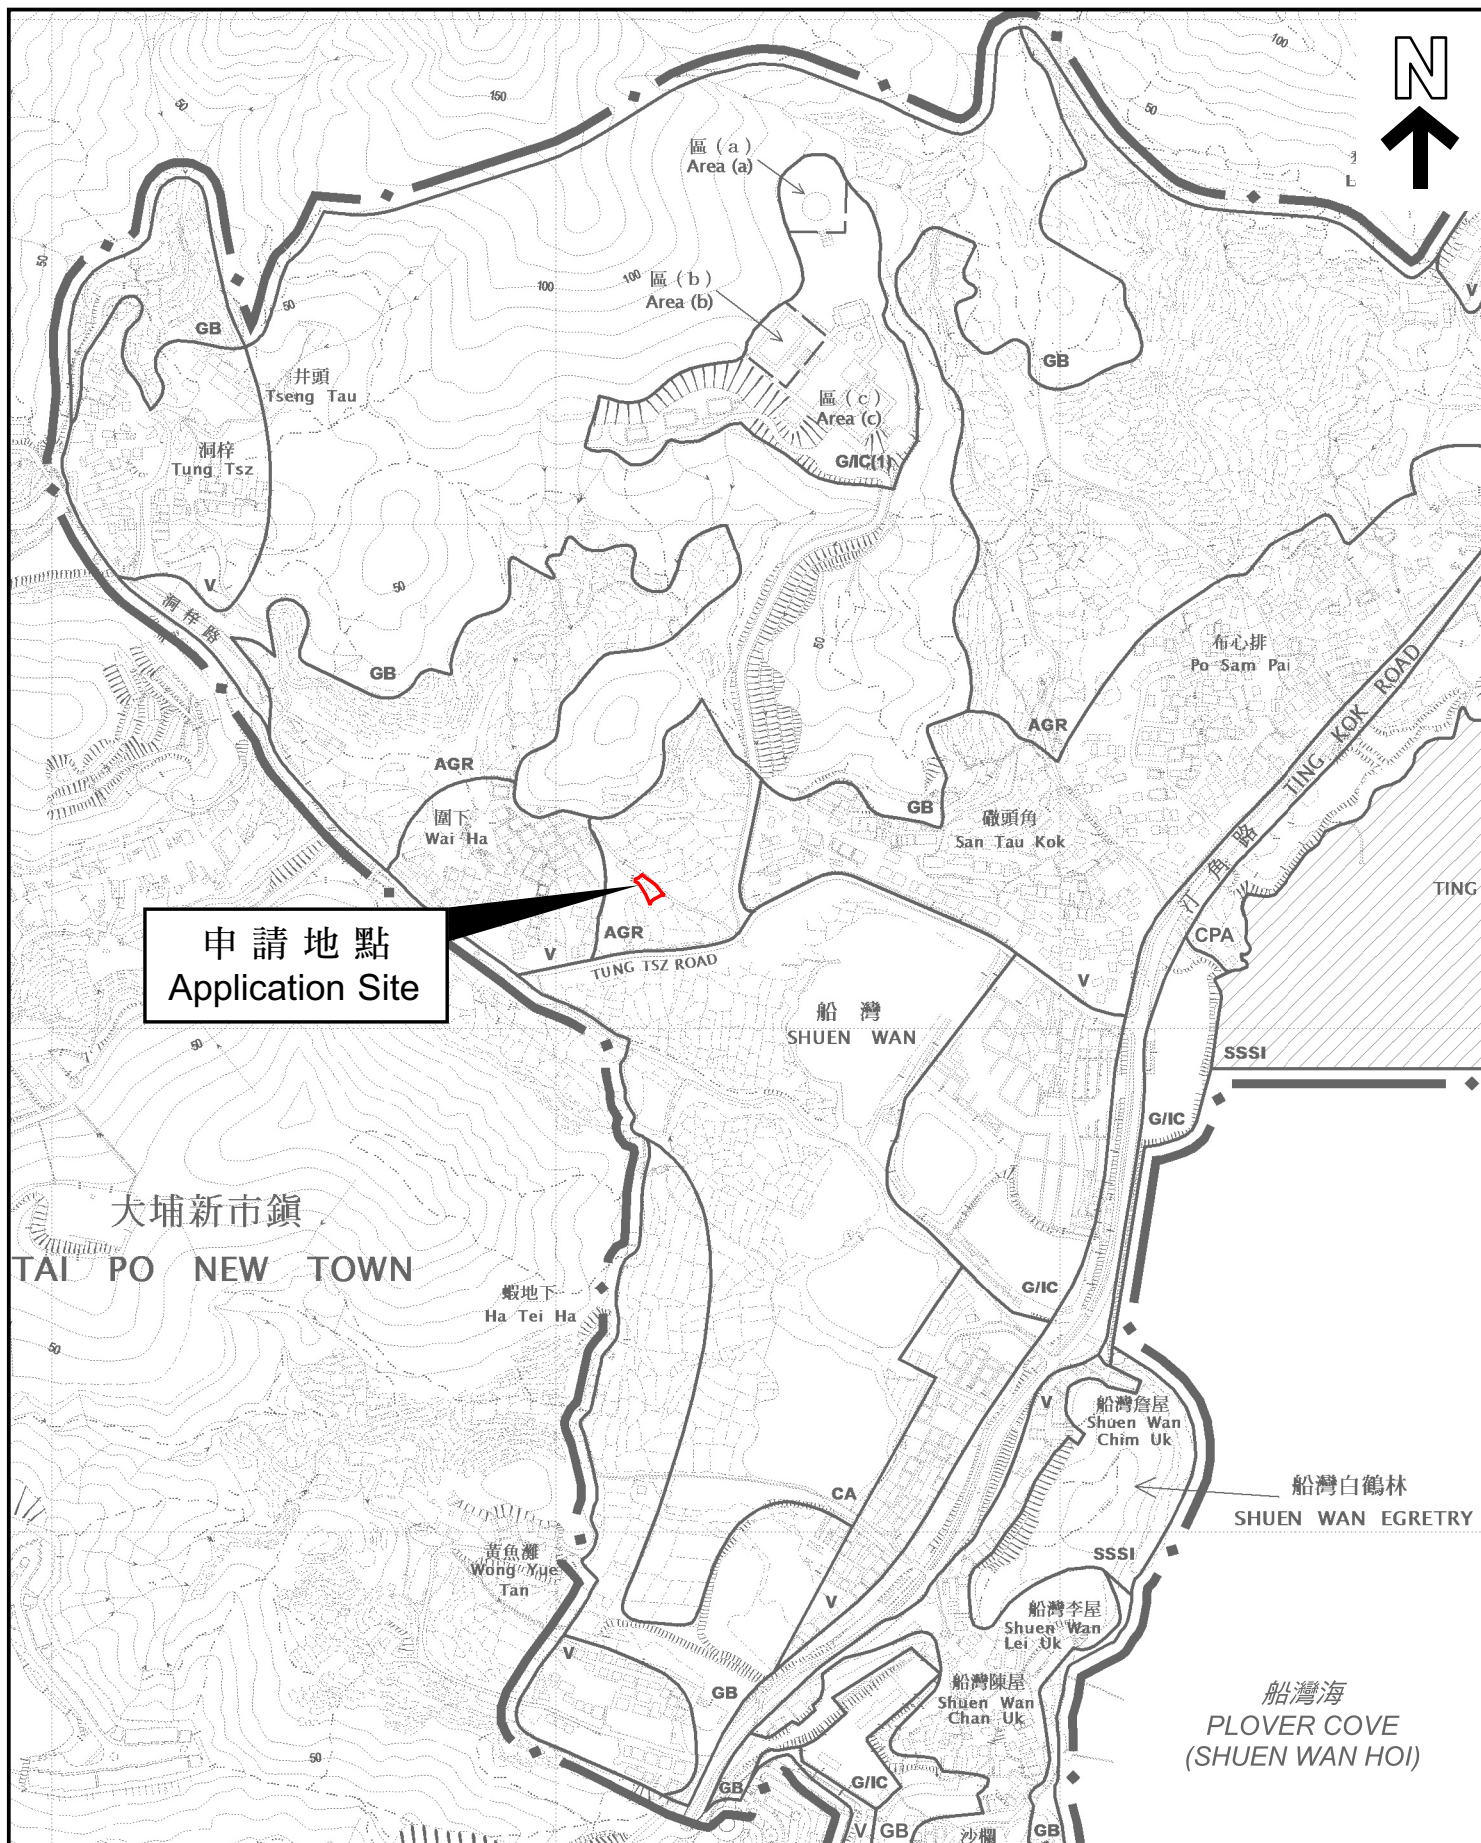 N
100
50
150
50
區（a）
Area (a)
50
100
100
區（b）
Area (b)
50
V
GB
GB
井頭
Tseng Tau
區（c）
Area (c)
洞梓
Tung Tsz
G/IC(1)
V
50
洞梓路
GB
50
布心排
Po Sam Pai
AGR
TING KOK ROAD
AGR
GB
圍下
Wai Ha
磡頭角
San Tau Kok
汀角路
TING
申請地點
Application Site
AGR
V
TUNG TSZ ROAD
CPA
V
船灣
SHUEN WAN
50
SSSI
G/IC
大埔新市鎮
TAI PO NEW TOWN
蝦地下
Ha Tei Ha
G/IC
50
V
船灣詹屋
Shuen Wan
Chim Uk
CA
船灣白鶴林
SHUEN WAN EGRETRY
黃魚灘
Wong Yue
Tan
SSSI
V
船灣李屋
Shuen Wan
Lei Uk
V
GB
船灣陳屋
Shuen Wan
Chan Uk
船灣海
PLOVER COVE
(SHUEN WAN HOI)
50
GB
G/IC
V
GB
沙欄
GB